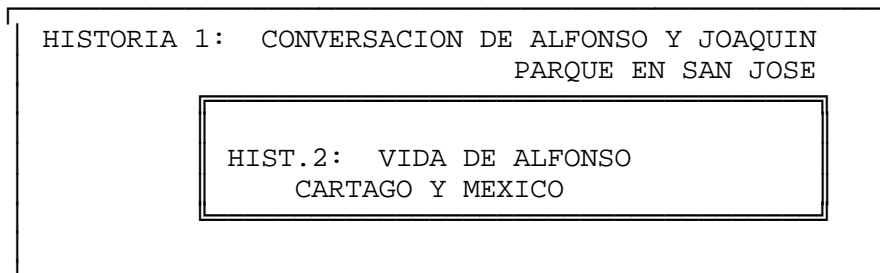 HISTORIA 1: CONVERSACION DE ALFONSO Y JOAQUIN
PARQUE EN SAN JOSE
HIST.2: VIDA DE ALFONSO
CARTAGO Y MEXICO